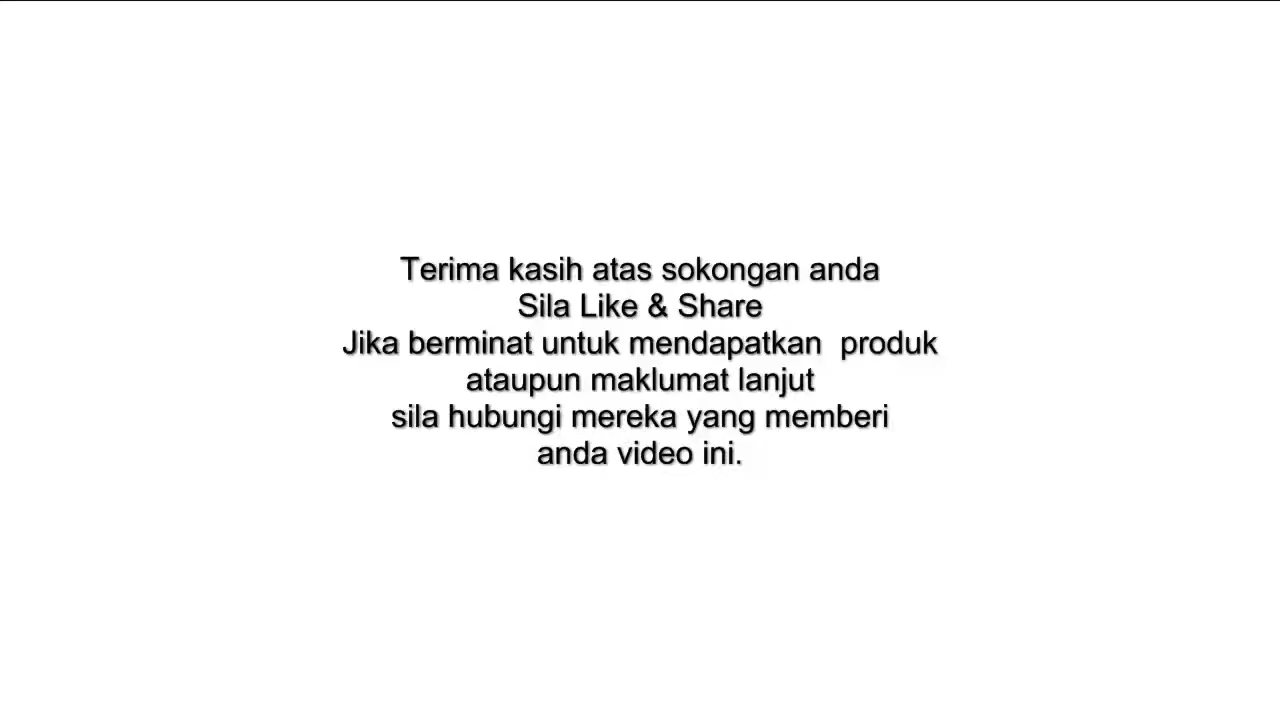 Terima kasih atas sokongan anda
Sila Like & Share
Jika berminat untuk mendapatkan  produk
ataupun maklumat lanjut
sila hubungi mereka yang memberi
anda video ini.